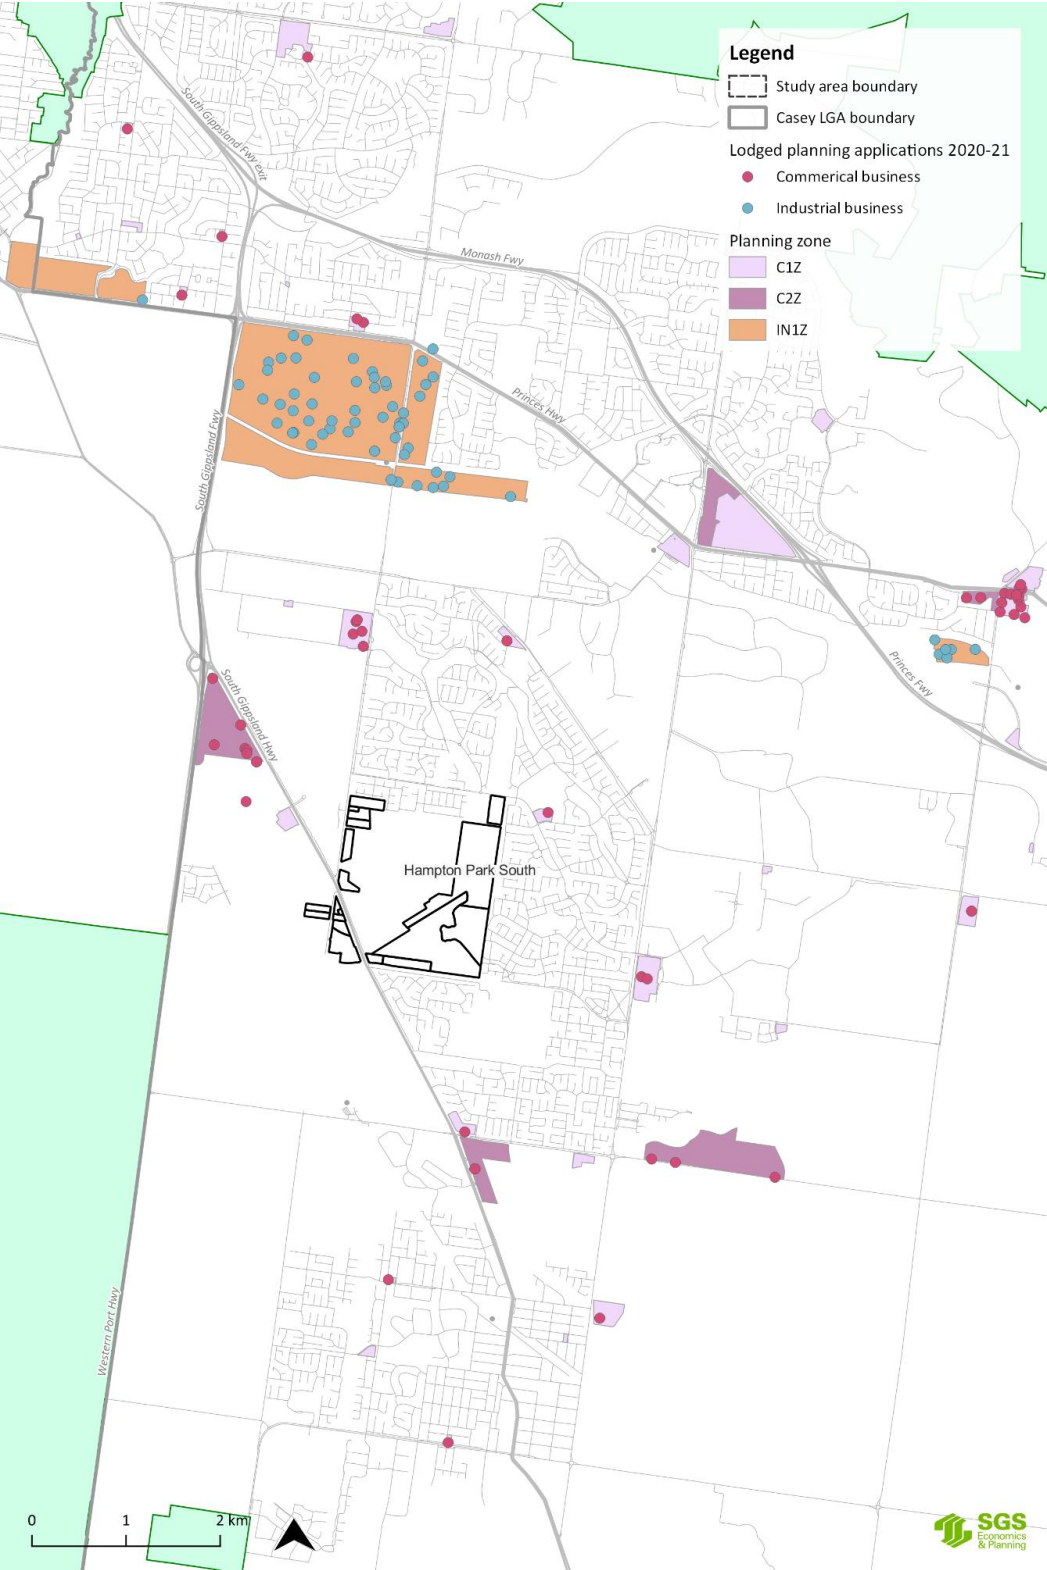 Legend
Study area boundary
Casey LGA boundary
Lodged planning applications 2020-21
Commerical business
Industrial business
Planning zone
C1Z
C2Z
IN1Z
South Gippsland Fwy exit
Monash Fwy
Princes Hwy
South Gippsland Fwy
South Gippsland Hwy
Princes Fwy
Hampton Park South
Western Port Hwy
0 1 2 km
SGS
Economics
& Planning